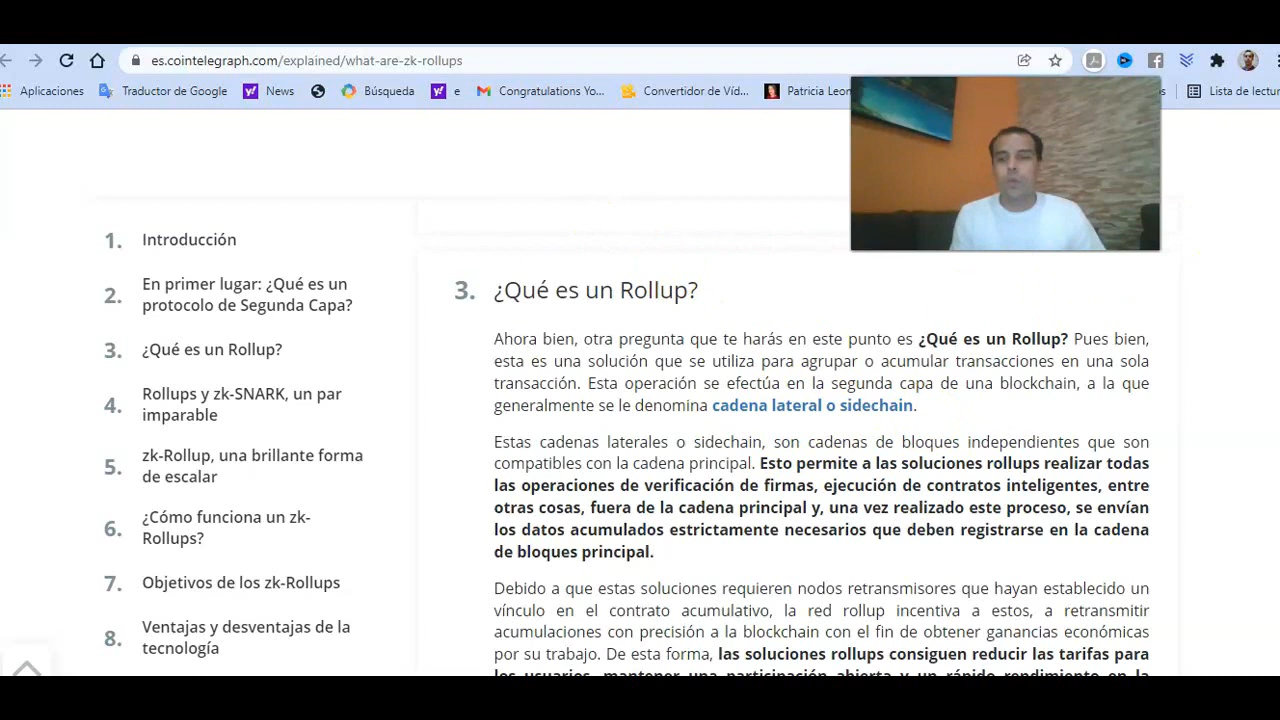 es.cointelegraph.com/explained/what-are-zk-rollups
Aplicaciones
Traductor de Google
News
Búsqueda
e
Congratulations Yo...
Convertidor de Víd...
Patricia Leon
Lista de lectur
1. Introducción
2. En primer lugar: ¿Qué es un
protocolo de Segunda Capa?
3. ¿Qué es un Rollup?
4. Rollups y zk-SNARK, un par
imparable
5. zk-Rollup, una brillante forma
de escalar
6. ¿Cómo funciona un zk-
Rollups?
7. Objetivos de los zk-Rollups
8. Ventajas y desventajas de la
tecnología
3. ¿Qué es un Rollup?
Ahora bien, otra pregunta que te harás en este punto es ¿Qué es un Rollup? Pues bien,
esta es una solución que se utiliza para agrupar o acumular transacciones en una sola
transacción. Esta operación se efectúa en la segunda capa de una blockchain, a la que
generalmente se le denomina cadena lateral o sidechain.
Estas cadenas laterales o sidechain, son cadenas de bloques independientes que son
compatibles con la cadena principal. Esto permite a las soluciones rollups realizar todas
las operaciones de verificación de firmas, ejecución de contratos inteligentes, entre
otras cosas, fuera de la cadena principal y, una vez realizado este proceso, se envían
los datos acumulados estrictamente necesarios que deben registrarse en la cadena
de bloques principal.
Debido a que estas soluciones requieren nodos retransmisores que hayan establecido un
vínculo en el contrato acumulativo, la red rollup incentiva a estos, a retransmitir
acumulaciones con precisión a la blockchain con el fin de obtener ganancias económicas
por su trabajo. De esta forma, las soluciones rollups consiguen reducir las tarifas para
los usuarios, mantener una participación abierta y un rápido rendimiento en la